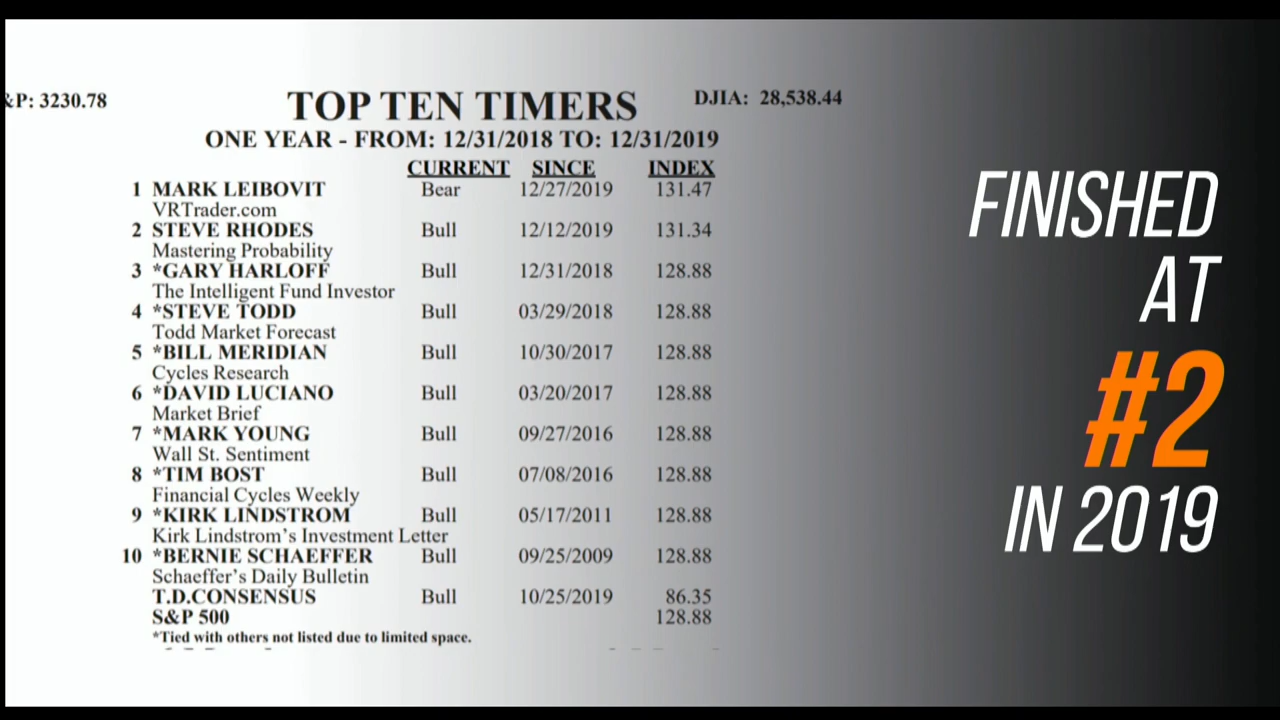 &P: 3230.78
TOP TEN TIMERS
DJIA: 28,538.44
ONE YEAR - FROM: 12/31/2018 TO: 12/31/2019
CURRENT SINCE INDEX
1 MARK LEIBOVIT Bear 12/27/2019 131.47
VRTrader.com
2 STEVE RHODES Bull 12/12/2019 131.34
Mastering Probability
3 *GARY HARLOFF Bull 12/31/2018 128.88
The Intelligent Fund Investor
4 *STEVE TODD Bull 03/29/2018 128.88
Todd Market Forecast
5 *BILL MERIDIAN Bull 10/30/2017 128.88
Cycles Research
6 *DAVID LUCIANO Bull 03/20/2017 128.88
Market Brief
7 *MARK YOUNG Bull 09/27/2016 128.88
Wall St. Sentiment
8 *TIM BOST Bull 07/08/2016 128.88
Financial Cycles Weekly
9 *KIRK LINDSTROM Bull 05/17/2011 128.88
Kirk Lindstrom's Investment Letter
10 *BERNIE SCHAEFFER Bull 09/25/2009 128.88
Schaeffer's Daily Bulletin
T.D.CONSENSUS Bull 10/25/2019 86.35
S&P 500 128.88
*Tied with others not listed due to limited space.
FINISHED
AT
#2
IN 2019